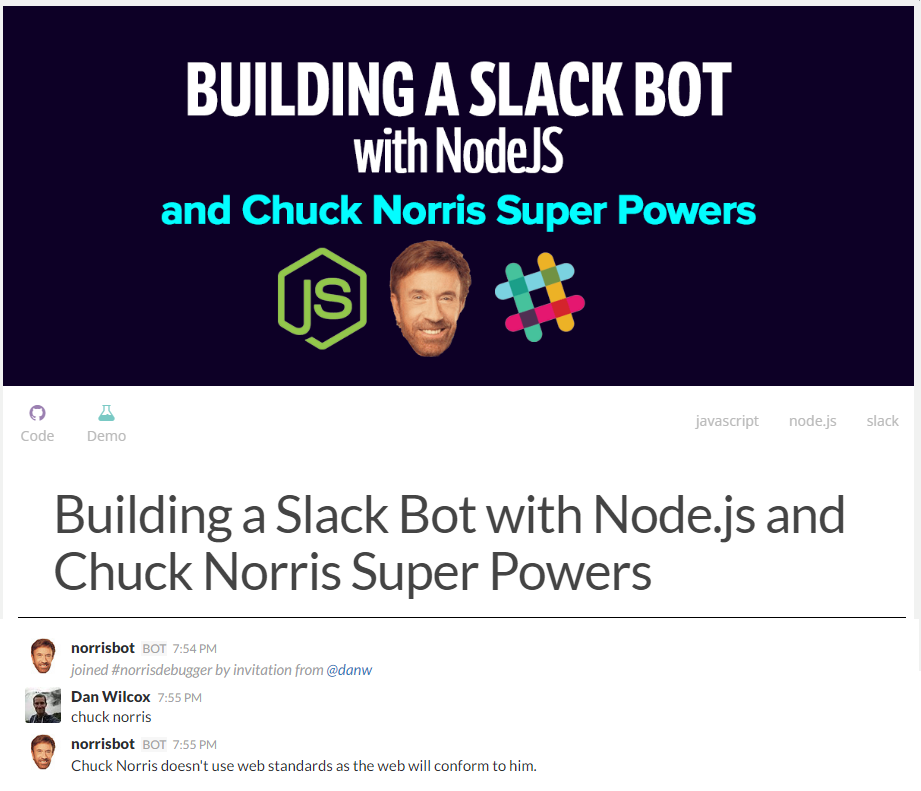 BUILDING A SLACK BOT
with NodeJS
and Chuck Norris Super Powers
JS
Code
Demo
javascript
node.js
slack
Building a Slack Bot with Node.js and
Chuck Norris Super Powers
norrisbot BOT 7:54 PM
joined #norrisdebugger by invitation from @danw
Dan Wilcox 7:55 PM
chuck norris
norrisbot BOT 7:55 PM
Chuck Norris doesn't use web standards as the web will conform to him.